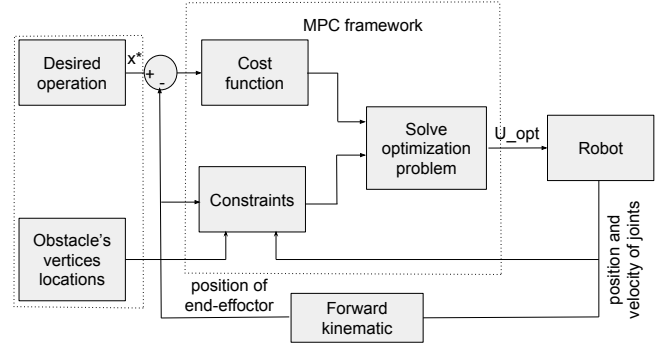 MPC framework
Desired
operation
x*
+
-
Cost
function
Solve
optimization
problem
U_opt
Robot
Constraints
Obstacle's
vertices
locations
position of
end-effoctor
Forward
kinematic
position and
velocity of joints